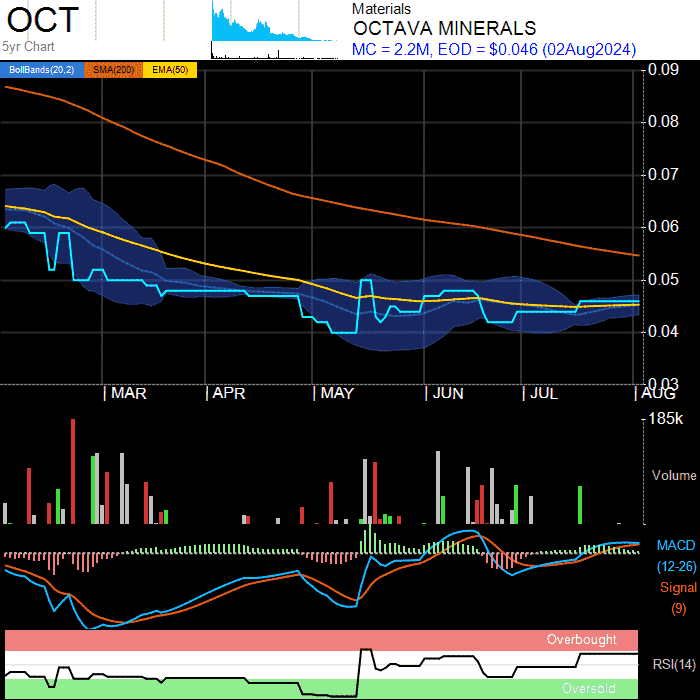 OCT
5yr Chart
Materials
OCTAVA MINERALS
MC = 2.2M, EOD = $0.046 (02Aug2024)
BollBands(20,2) SMA(200) EMA(50)
0.09
0.08
0.07
0.06
0.05
0.04
0.03
MAR APR MAY JUN JUL AUG
185k
Volume
MACD
(12-26)
Signal
(9)
Overbought
RSI(14)
Oversold